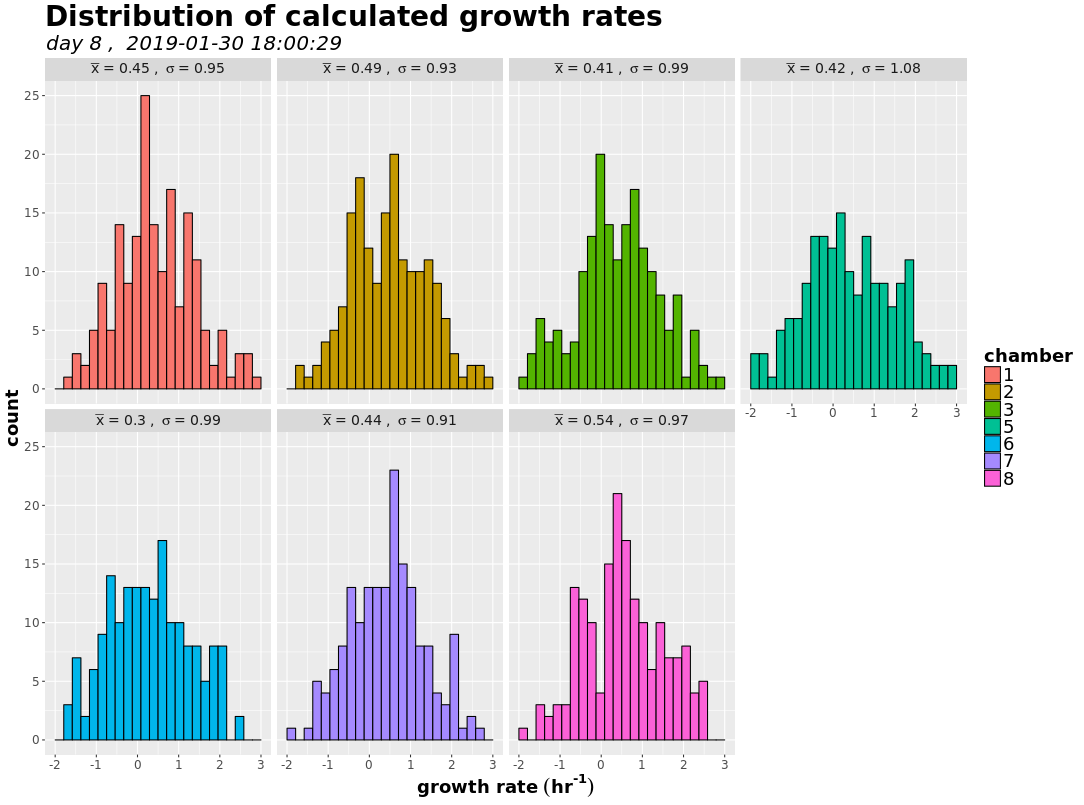 Distribution of calculated growth rates
day 8 ,  2019-01-30 18:00:29
x̅ = 0.45 ,  σ = 0.95
x̅ = 0.49 ,  σ = 0.93
x̅ = 0.41 ,  σ = 0.99
x̅ = 0.42 ,  σ = 1.08
25
20
15
10
5
0
-2 -1 0 1 2 3
count
x̅ = 0.3 ,  σ = 0.99
x̅ = 0.44 ,  σ = 0.91
x̅ = 0.54 ,  σ = 0.97
25
20
15
10
5
0
-2 -1 0 1 2 3
-2 -1 0 1 2 3
-2 -1 0 1 2 3
growth rate (hr⁻¹)
chamber
1
2
3
5
6
7
8